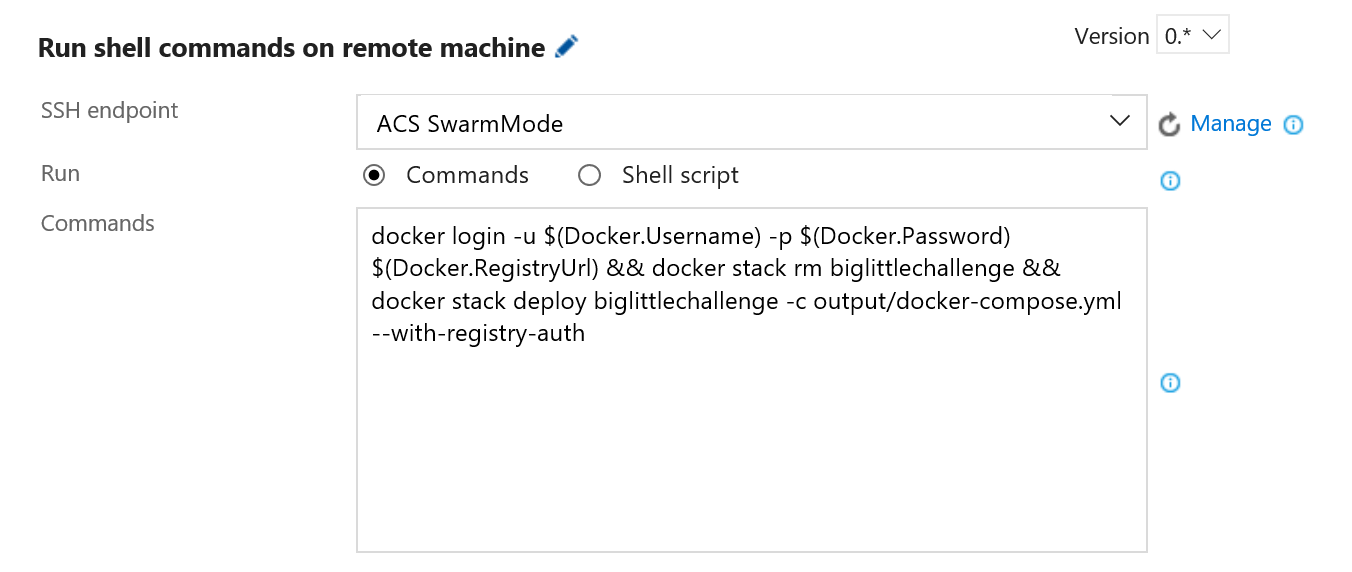 Run shell commands on remote machine
Version 0.*
SSH endpoint
ACS SwarmMode
Manage
Run
Commands
Shell script
Commands
docker login -u $(Docker.Username) -p $(Docker.Password)
$(Docker.RegistryUrl) && docker stack rm biglittlechallenge &&
docker stack deploy biglittlechallenge -c output/docker-compose.yml
--with-registry-auth